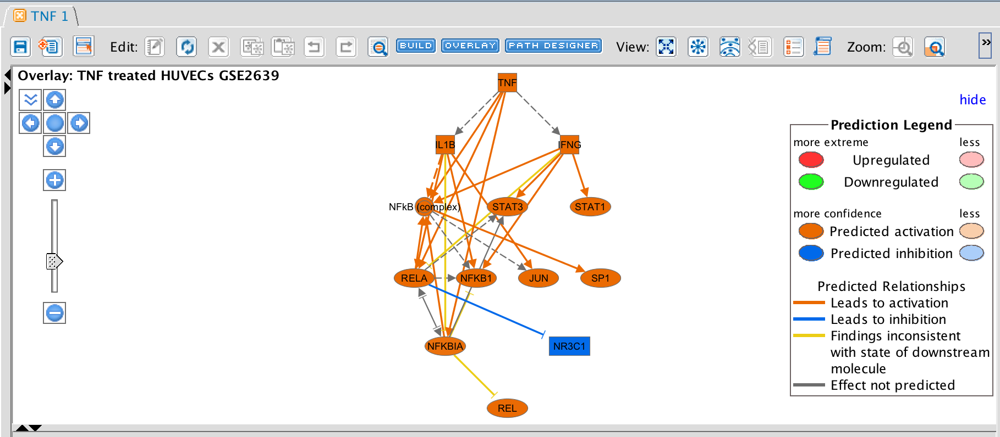 TNF 1
Edit: BUILD OVERLAY PATH DESIGNER View: Zoom: »
Overlay: TNF treated HUVECs GSE2639
hide
TNF
IL1B IFNG
NFkB (complex) STAT3 STAT1
RELA NFKB1 JUN SP1
NFKBIA NR3C1
REL
Prediction Legend
more extreme less
Upregulated
Downregulated
more confidence less
Predicted activation
Predicted inhibition
Predicted Relationships
Leads to activation
Leads to inhibition
Findings inconsistent
with state of downstream
molecule
Effect not predicted